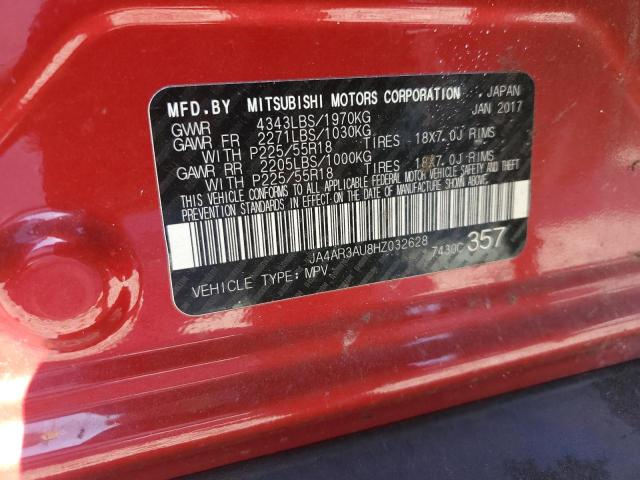 MFD.BY MITSUBISHI MOTORS CORPORATION JAPAN
GVWR 4343LBS/1970KG JAN 2017
GAWR FR 2271LBS/1030KG
WITH P225/55R18 TIRES 18X7.0J RIMS
GAWR RR 2205LBS/1000KG
WITH P225/55R18 TIRES 18X7.0J RIMS
THIS VEHICLE CONFORMS TO ALL APPLICABLE FEDERAL MOTOR VEHICLE SAFETY AND THEFT
PREVENTION STANDARDS IN EFFECT ON THE DATE OF MANUFACTURE SHOWN ABOVE.
JA4AR3AU8HZ032628 7430C 357
VEHICLE TYPE: MPV